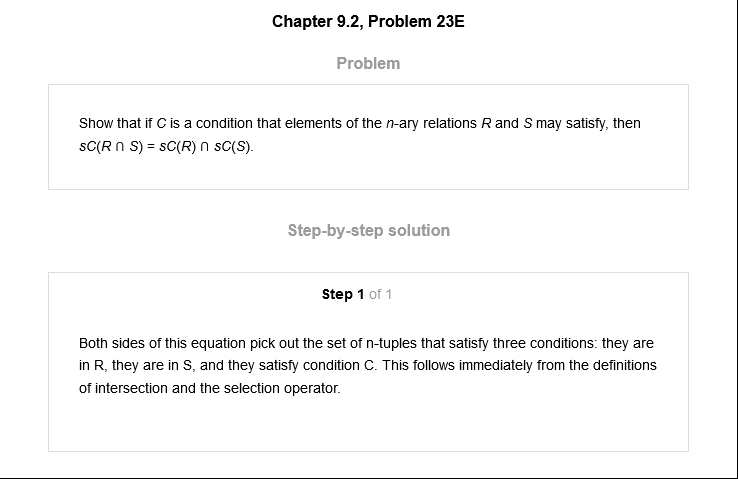 Chapter 9.2, Problem 23E
Problem
Show that if C is a condition that elements of the n-ary relations R and S may satisfy, then
sC(R ∩ S) = sC(R) ∩ sC(S).
Step-by-step solution
Step 1 of 1
Both sides of this equation pick out the set of n-tuples that satisfy three conditions: they are
in R, they are in S, and they satisfy condition C. This follows immediately from the definitions
of intersection and the selection operator.